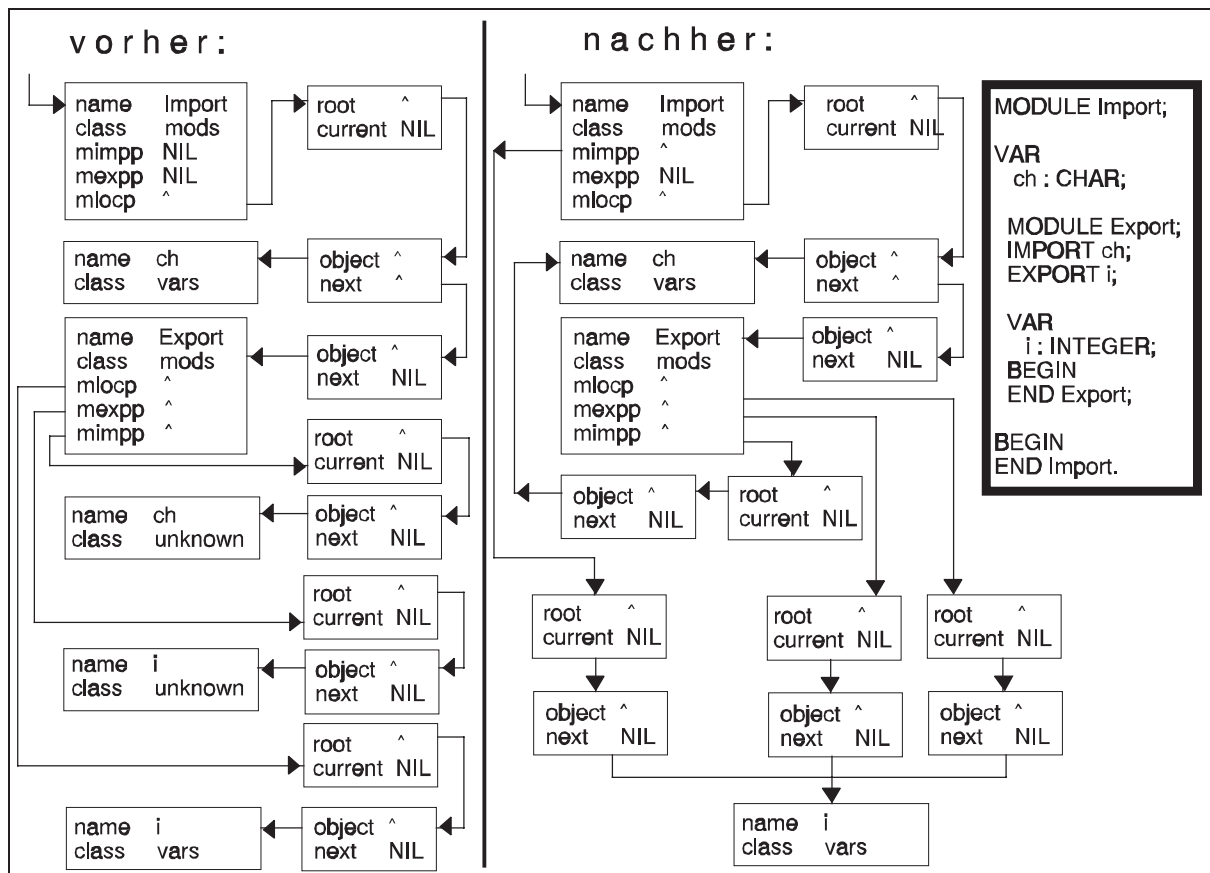 vorher:
name Import
class mods
mimpp NIL
mexpp NIL
mlocp ^
root ^
current NIL
name ch
class vars
object ^
next ^
name Export
class mods
mlocp ^
mexpp ^
mimpp ^
object ^
next NIL
root ^
current NIL
name ch
class unknown
object ^
next NIL
root ^
current NIL
name i
class unknown
object ^
next NIL
root ^
current NIL
name i
class vars
object ^
next NIL
nachher:
name Import
class mods
mimpp ^
mexpp NIL
mlocp ^
root ^
current NIL
name ch
class vars
object ^
next ^
name Export
class mods
mlocp ^
mexpp ^
mimpp ^
object ^
next NIL
object ^
next NIL
root ^
current NIL
root ^
current NIL
root ^
current NIL
root ^
current NIL
object ^
next NIL
object ^
next NIL
object ^
next NIL
name i
class vars
MODULE Import;
VAR
ch : CHAR;
MODULE Export;
IMPORT ch;
EXPORT i;
VAR
i : INTEGER;
BEGIN
END Export;
BEGIN
END Import.